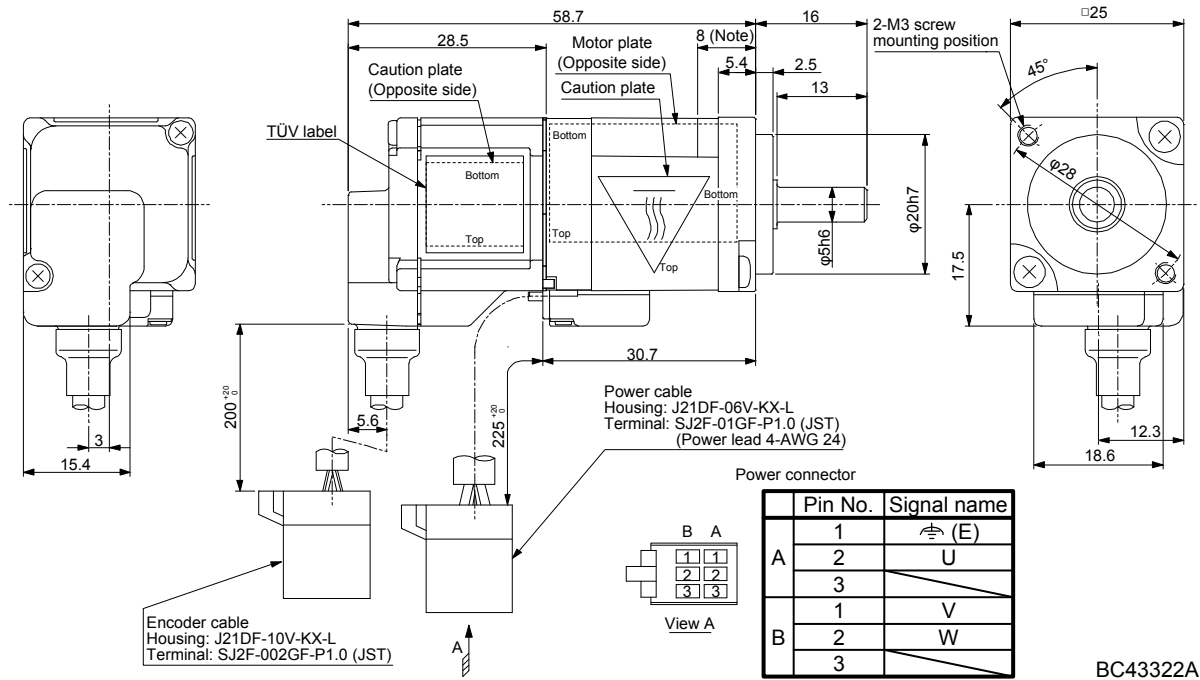 58.7
16
□25
28.5
8 (Note)
5.4
2.5
13
2-M3 screw
mounting position
45°
Motor plate
(Opposite side)
Caution plate
Caution plate
(Opposite side)
TÜV label
Bottom
Top
Bottom
Top
Bottom
Top
φ5h6
φ20h7
φ28
17.5
30.7
200 +20 0
225 +20 0
5.6
3
15.4
12.3
18.6
Power cable
Housing: J21DF-06V-KX-L
Terminal: SJ2F-01GF-P1.0 (JST)
(Power lead 4-AWG 24)
Encoder cable
Housing: J21DF-10V-KX-L
Terminal: SJ2F-002GF-P1.0 (JST)
A
B A
1 1
2 2
3 3
View A
Power connector
Pin No. Signal name
A
1 (E)
2 U
3
B
1 V
2 W
3
BC43322A